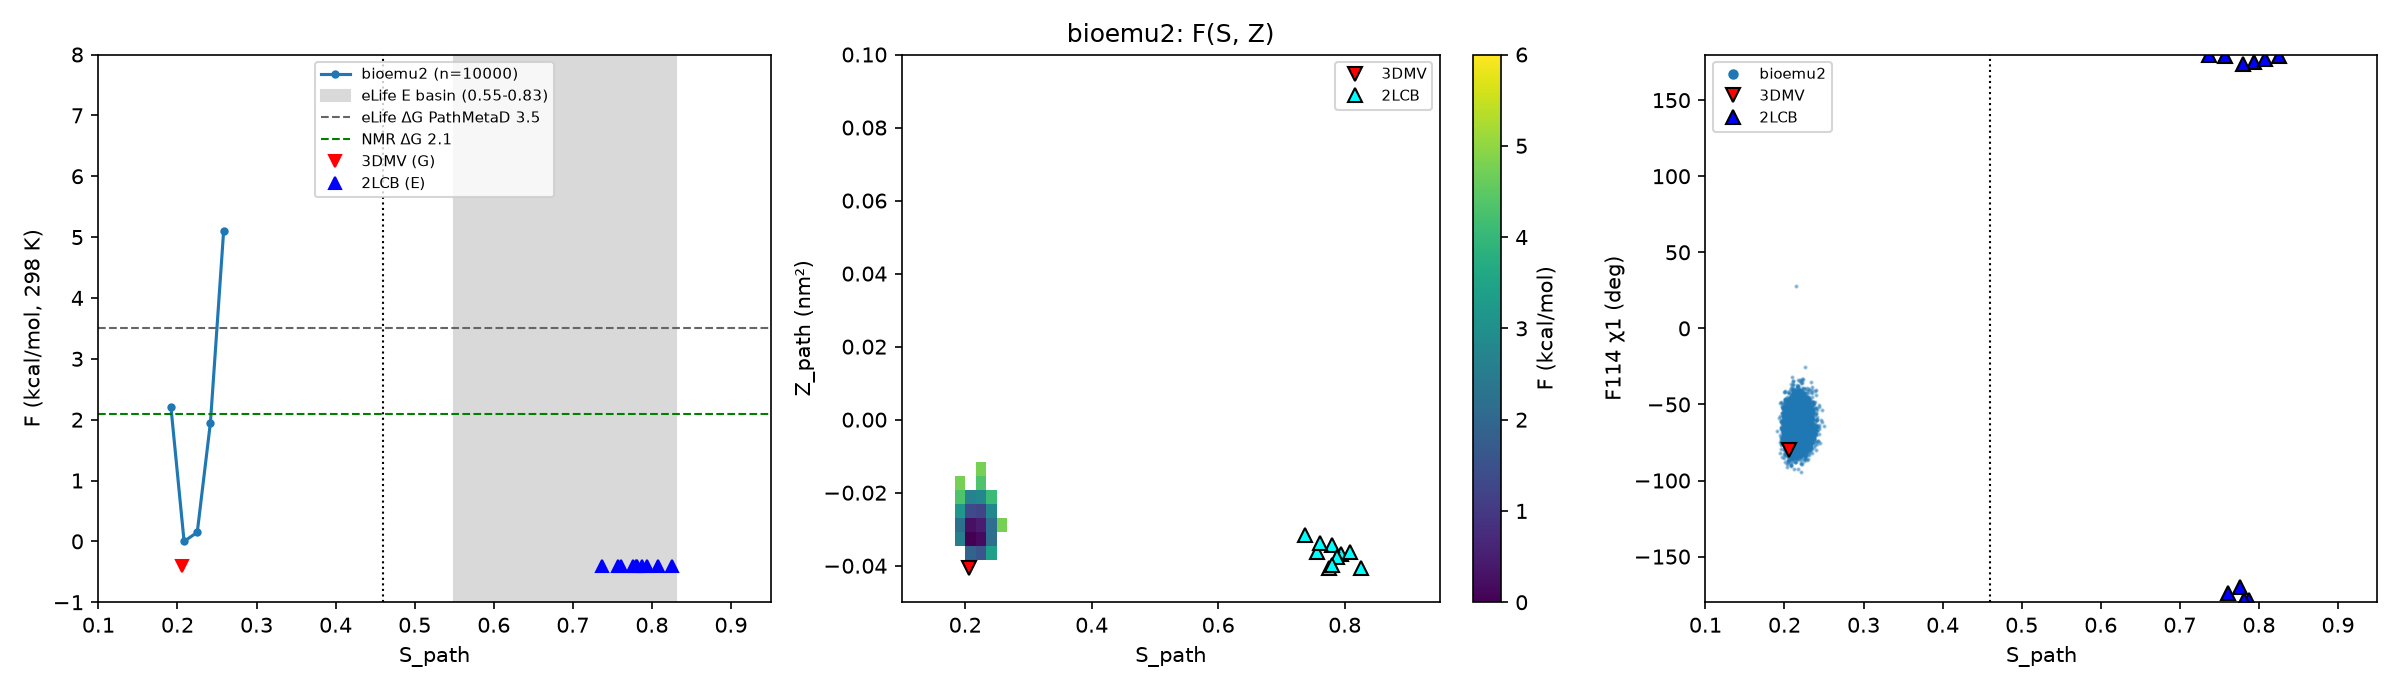 8
7
6
5
4
3
2
1
0
−1
F (kcal/mol, 298 K)
bioemu2 (n=10000)
eLife E basin (0.55-0.83)
eLife ΔG PathMetaD 3.5
NMR ΔG 2.1
3DMV (G)
2LCB (E)
0.1 0.2 0.3 0.4 0.5 0.6 0.7 0.8 0.9
S_path
bioemu2: F(S, Z)
0.10
0.08
0.06
0.04
0.02
0.00
−0.02
−0.04
Z_path (nm²)
3DMV
2LCB
0.2 0.4 0.6 0.8
S_path
6
5
4
3
2
1
0
F (kcal/mol)
150
100
50
0
−50
−100
−150
F114 χ1 (deg)
bioemu2
3DMV
2LCB
0.1 0.2 0.3 0.4 0.5 0.6 0.7 0.8 0.9
S_path